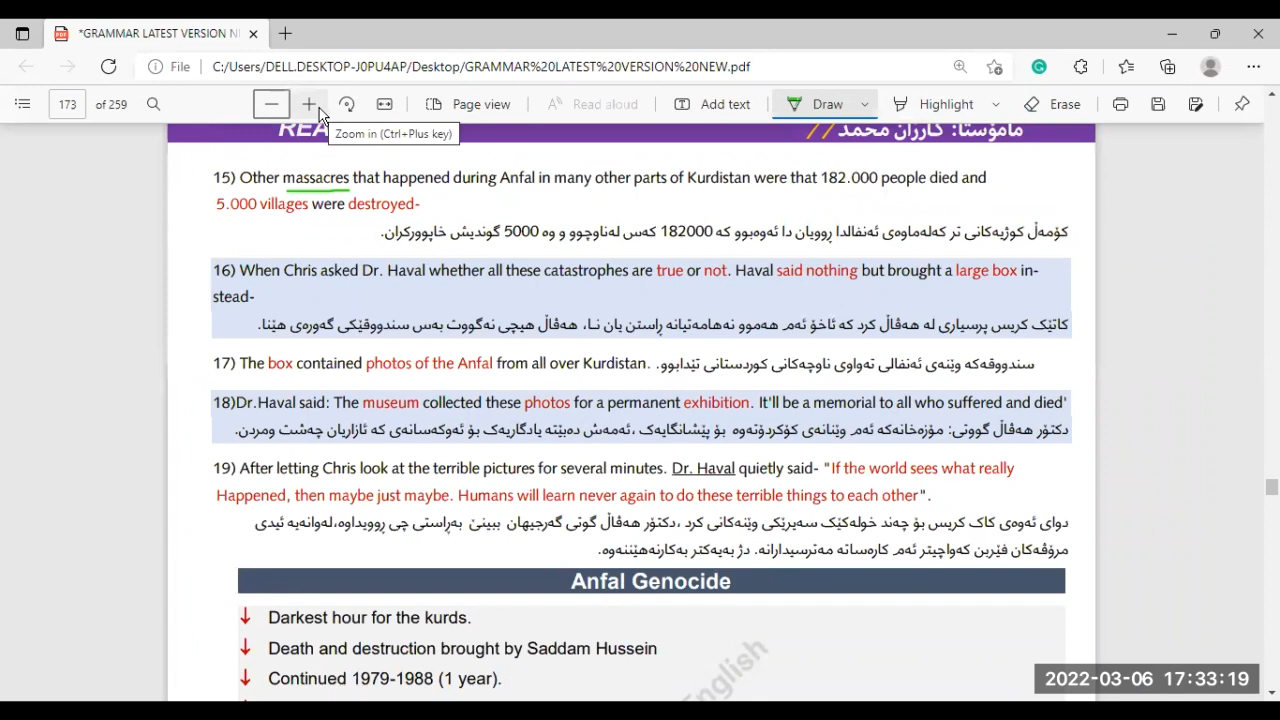 *GRAMMAR LATEST VERSION N
File C:/Users/DELL.DESKTOP-J0PU4AP/Desktop/GRAMMAR%20LATEST%20VERSION%20NEW.pdf
173 of 259 Page view Read aloud Add text Draw Highlight Erase
Zoom in (Ctrl+Plus key)
REA // مامۆستا: کارزان محمد
15) Other massacres that happened during Anfal in many other parts of Kurdistan were that 182.000 people died and
5.000 villages were destroyed-
کۆمەڵ کوژیەکانی تر کەلەماوەی ئەنفالدا ڕوویان دا ئەوەبوو کە 182000 کەس لەناوچوو و وە 5000 گوندیش خاپوورکران.
16) When Chris asked Dr. Haval whether all these catastrophes are true or not. Haval said nothing but brought a large box in-
stead-
کاتێک کریس پرسیاری لە هەڤاڵ کرد کە ئاخۆ ئەم هەموو نەهامەتیانە ڕاستن یان نـا، هەڤاڵ هیچی نەگووت بەس سندووقێکی گەورەی هێنا.
17) The box contained photos of the Anfal from all over Kurdistan. سندووقەکە وێنەی ئەنفالی تەواوی ناوچەکانی کوردستانی تێدابوو.
18)Dr.Haval said: The museum collected these photos for a permanent exhibition. It'll be a memorial to all who suffered and died'
دکتۆر هەڤاڵ گووتی: مۆزەخانەکە ئەم وێنانەی کۆکردۆتەوە بۆ پێشانگایەک ،ئەمەش دەبێتە یادگاریەک بۆ ئەوکەسانەی کە ئازاریان چەشت ومردن.
19) After letting Chris look at the terrible pictures for several minutes. Dr. Haval quietly said- "If the world sees what really
Happened, then maybe just maybe. Humans will learn never again to do these terrible things to each other".
دوای ئەوەی کاک کریس بۆ چەند خولەکێک سەیرێکی وێنەکانی کرد ،دکتۆر هەڤاڵ گوتی گەرجیهان ببینێ بەڕاستی چی ڕوویداوە،لەوانەیە ئیدی
مرۆڤەکان فێربن کەواچیتر ئەم کارەساتە مەترسیدارانە. دژ بەیەکتر بەکارنەهێننەوە.
Anfal Genocide
↓ Darkest hour for the kurds.
↓ Death and destruction brought by Saddam Hussein
↓ Continued 1979-1988 (1 year).
English
2022-03-06 17:33:19